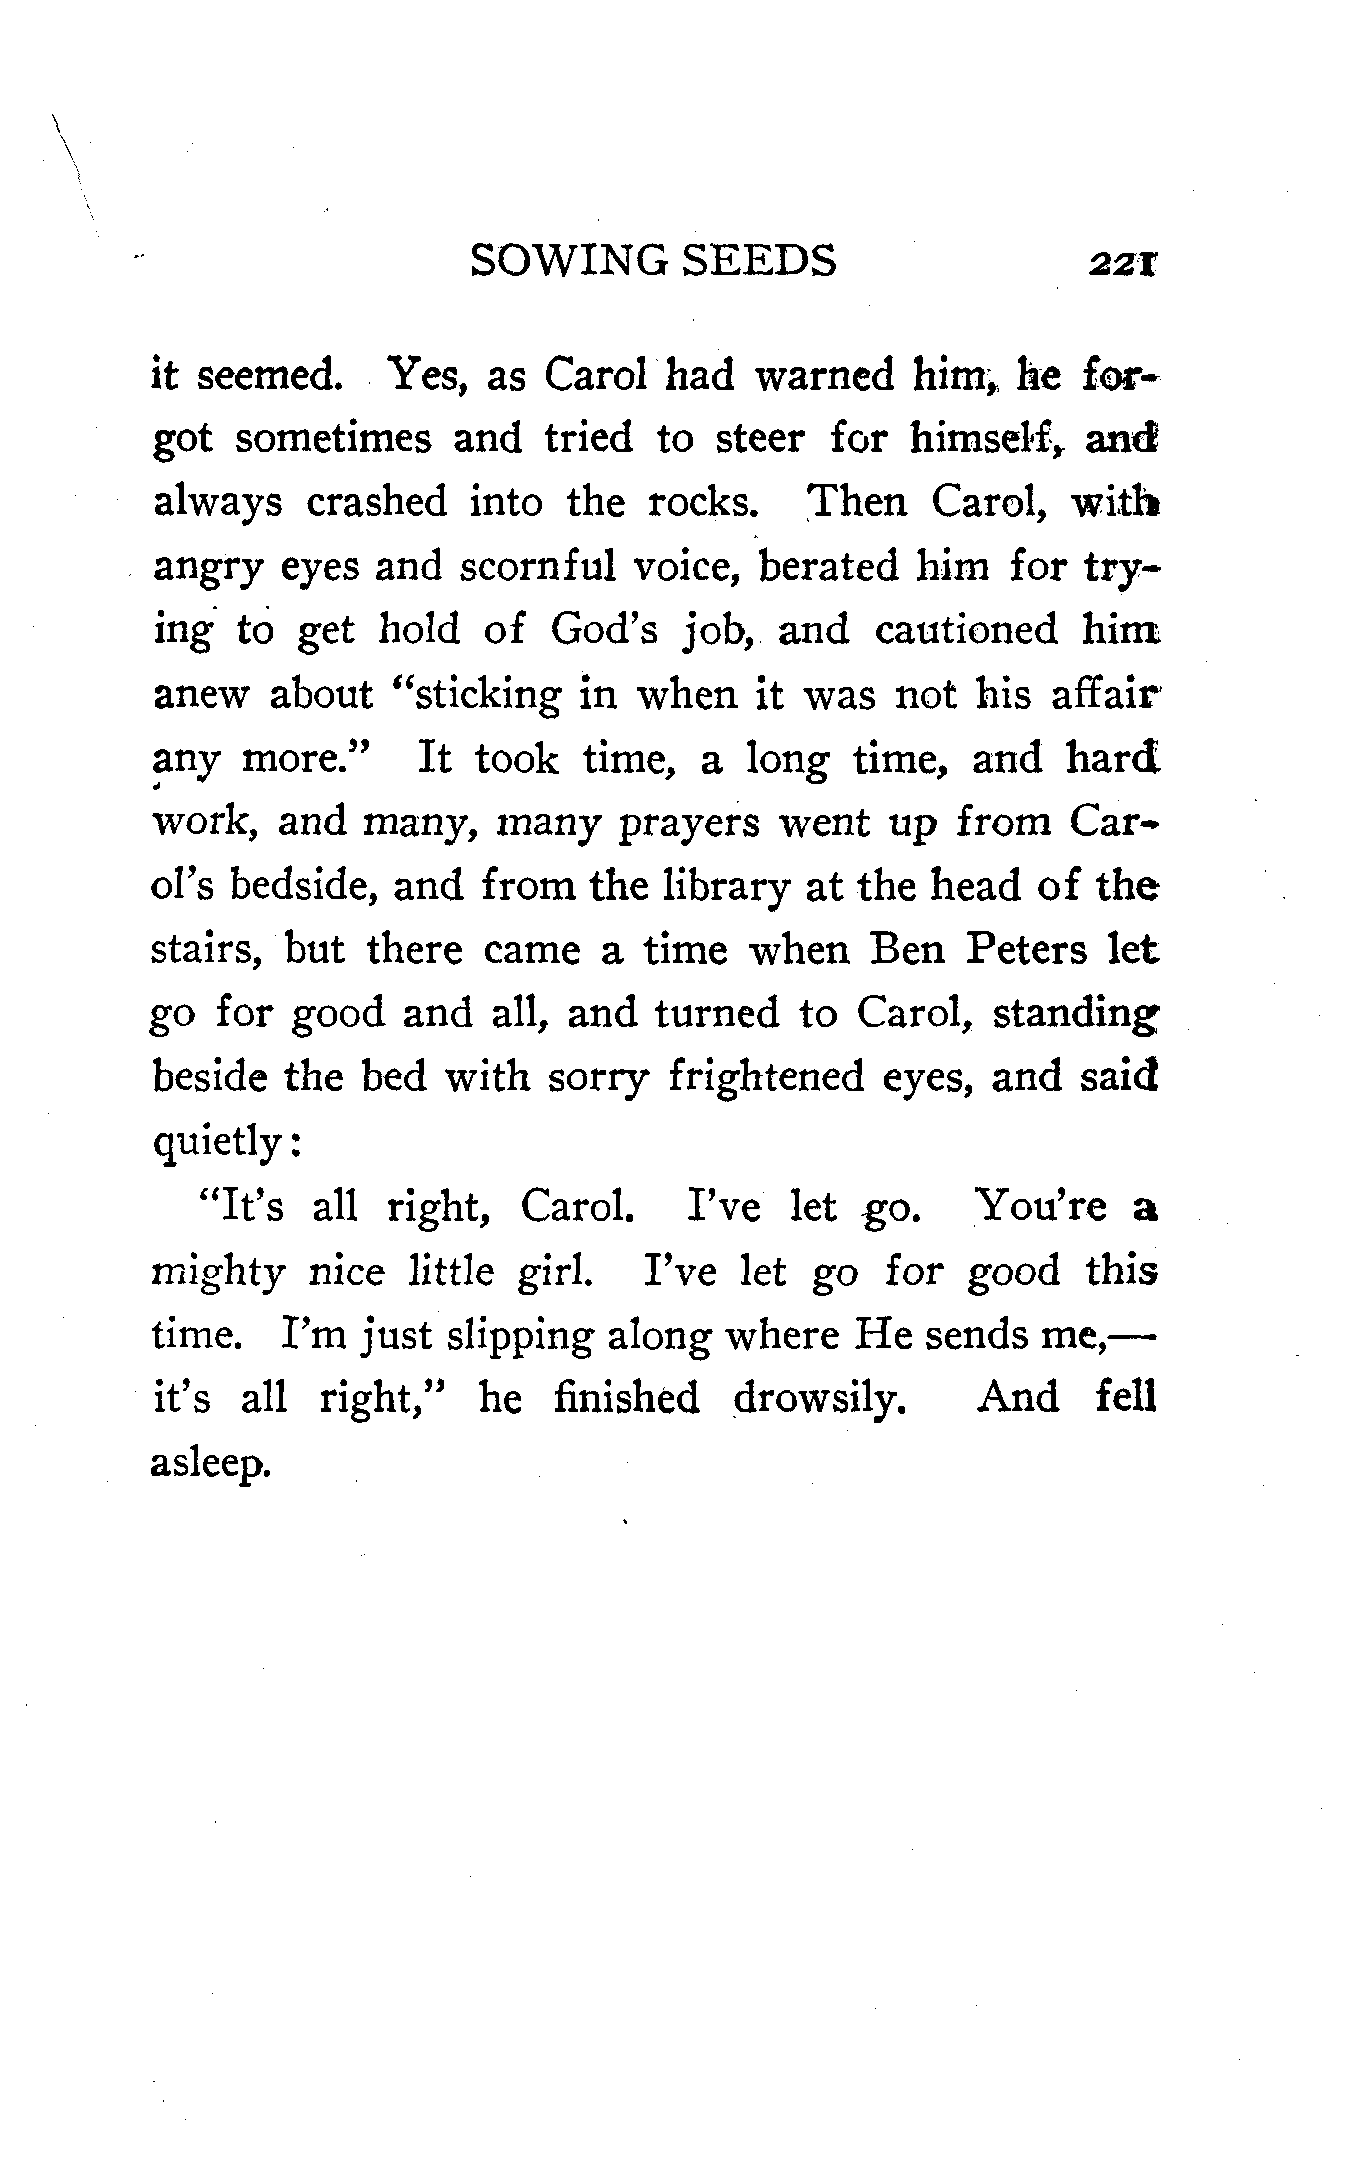 SOWING SEEDS 221
it seemed. Yes, as Carol had warned him, he for-
got sometimes and tried to steer for himself, and
always crashed into the rocks. Then Carol, with
angry eyes and scornful voice, berated him for try-
ing to get hold of God's job, and cautioned him
anew about "sticking in when it was not his affair
any more." It took time, a long time, and hard
work, and many, many prayers went up from Car-
ol's bedside, and from the library at the head of the
stairs, but there came a time when Ben Peters let
go for good and all, and turned to Carol, standing
beside the bed with sorry frightened eyes, and said
quietly:
"It's all right, Carol. I've let go. You're a
mighty nice little girl. I've let go for good this
time. I'm just slipping along where He sends me,—
it's all right," he finished drowsily. And fell
asleep.